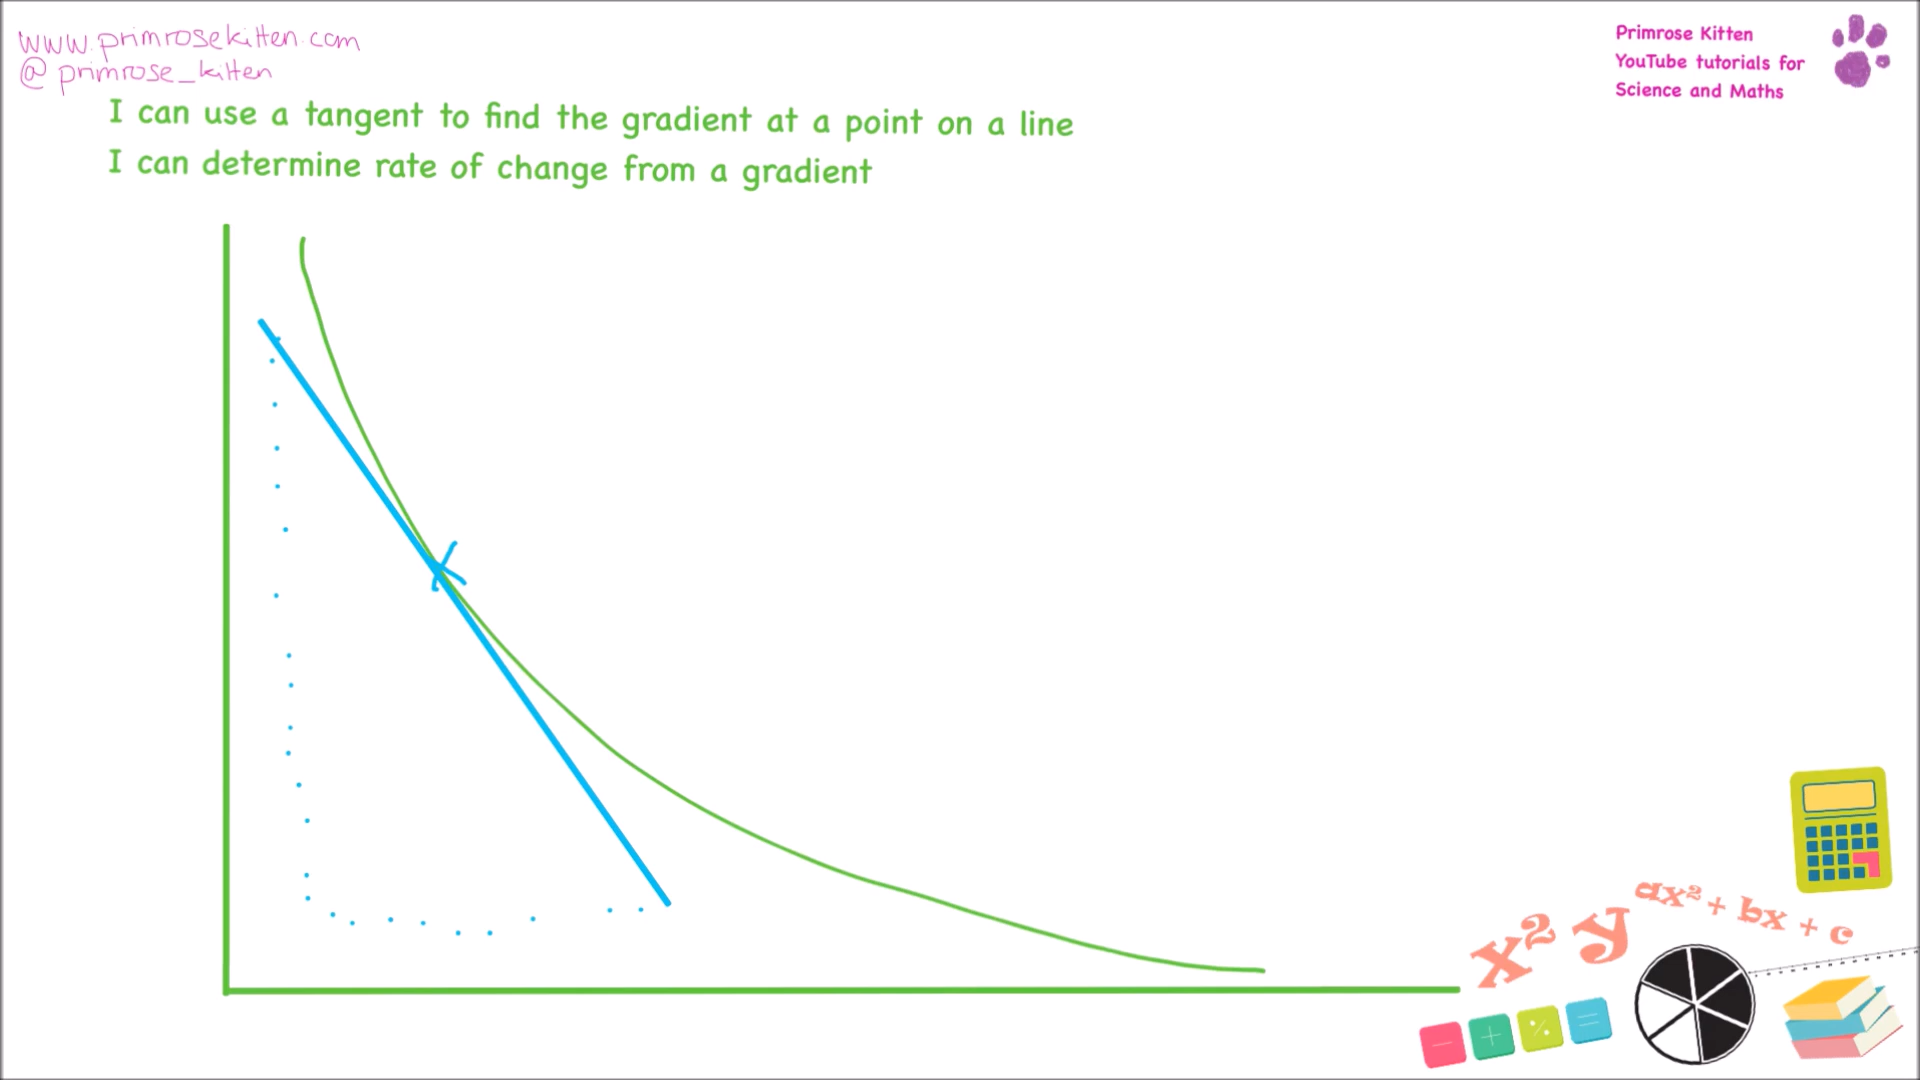 www.primrosekitten.com
@primrose_kitten
Primrose Kitten
YouTube tutorials for
Science and Maths
I can use a tangent to find the gradient at a point on a line
I can determine rate of change from a gradient
ax² + bx + c
x² y
− + % =